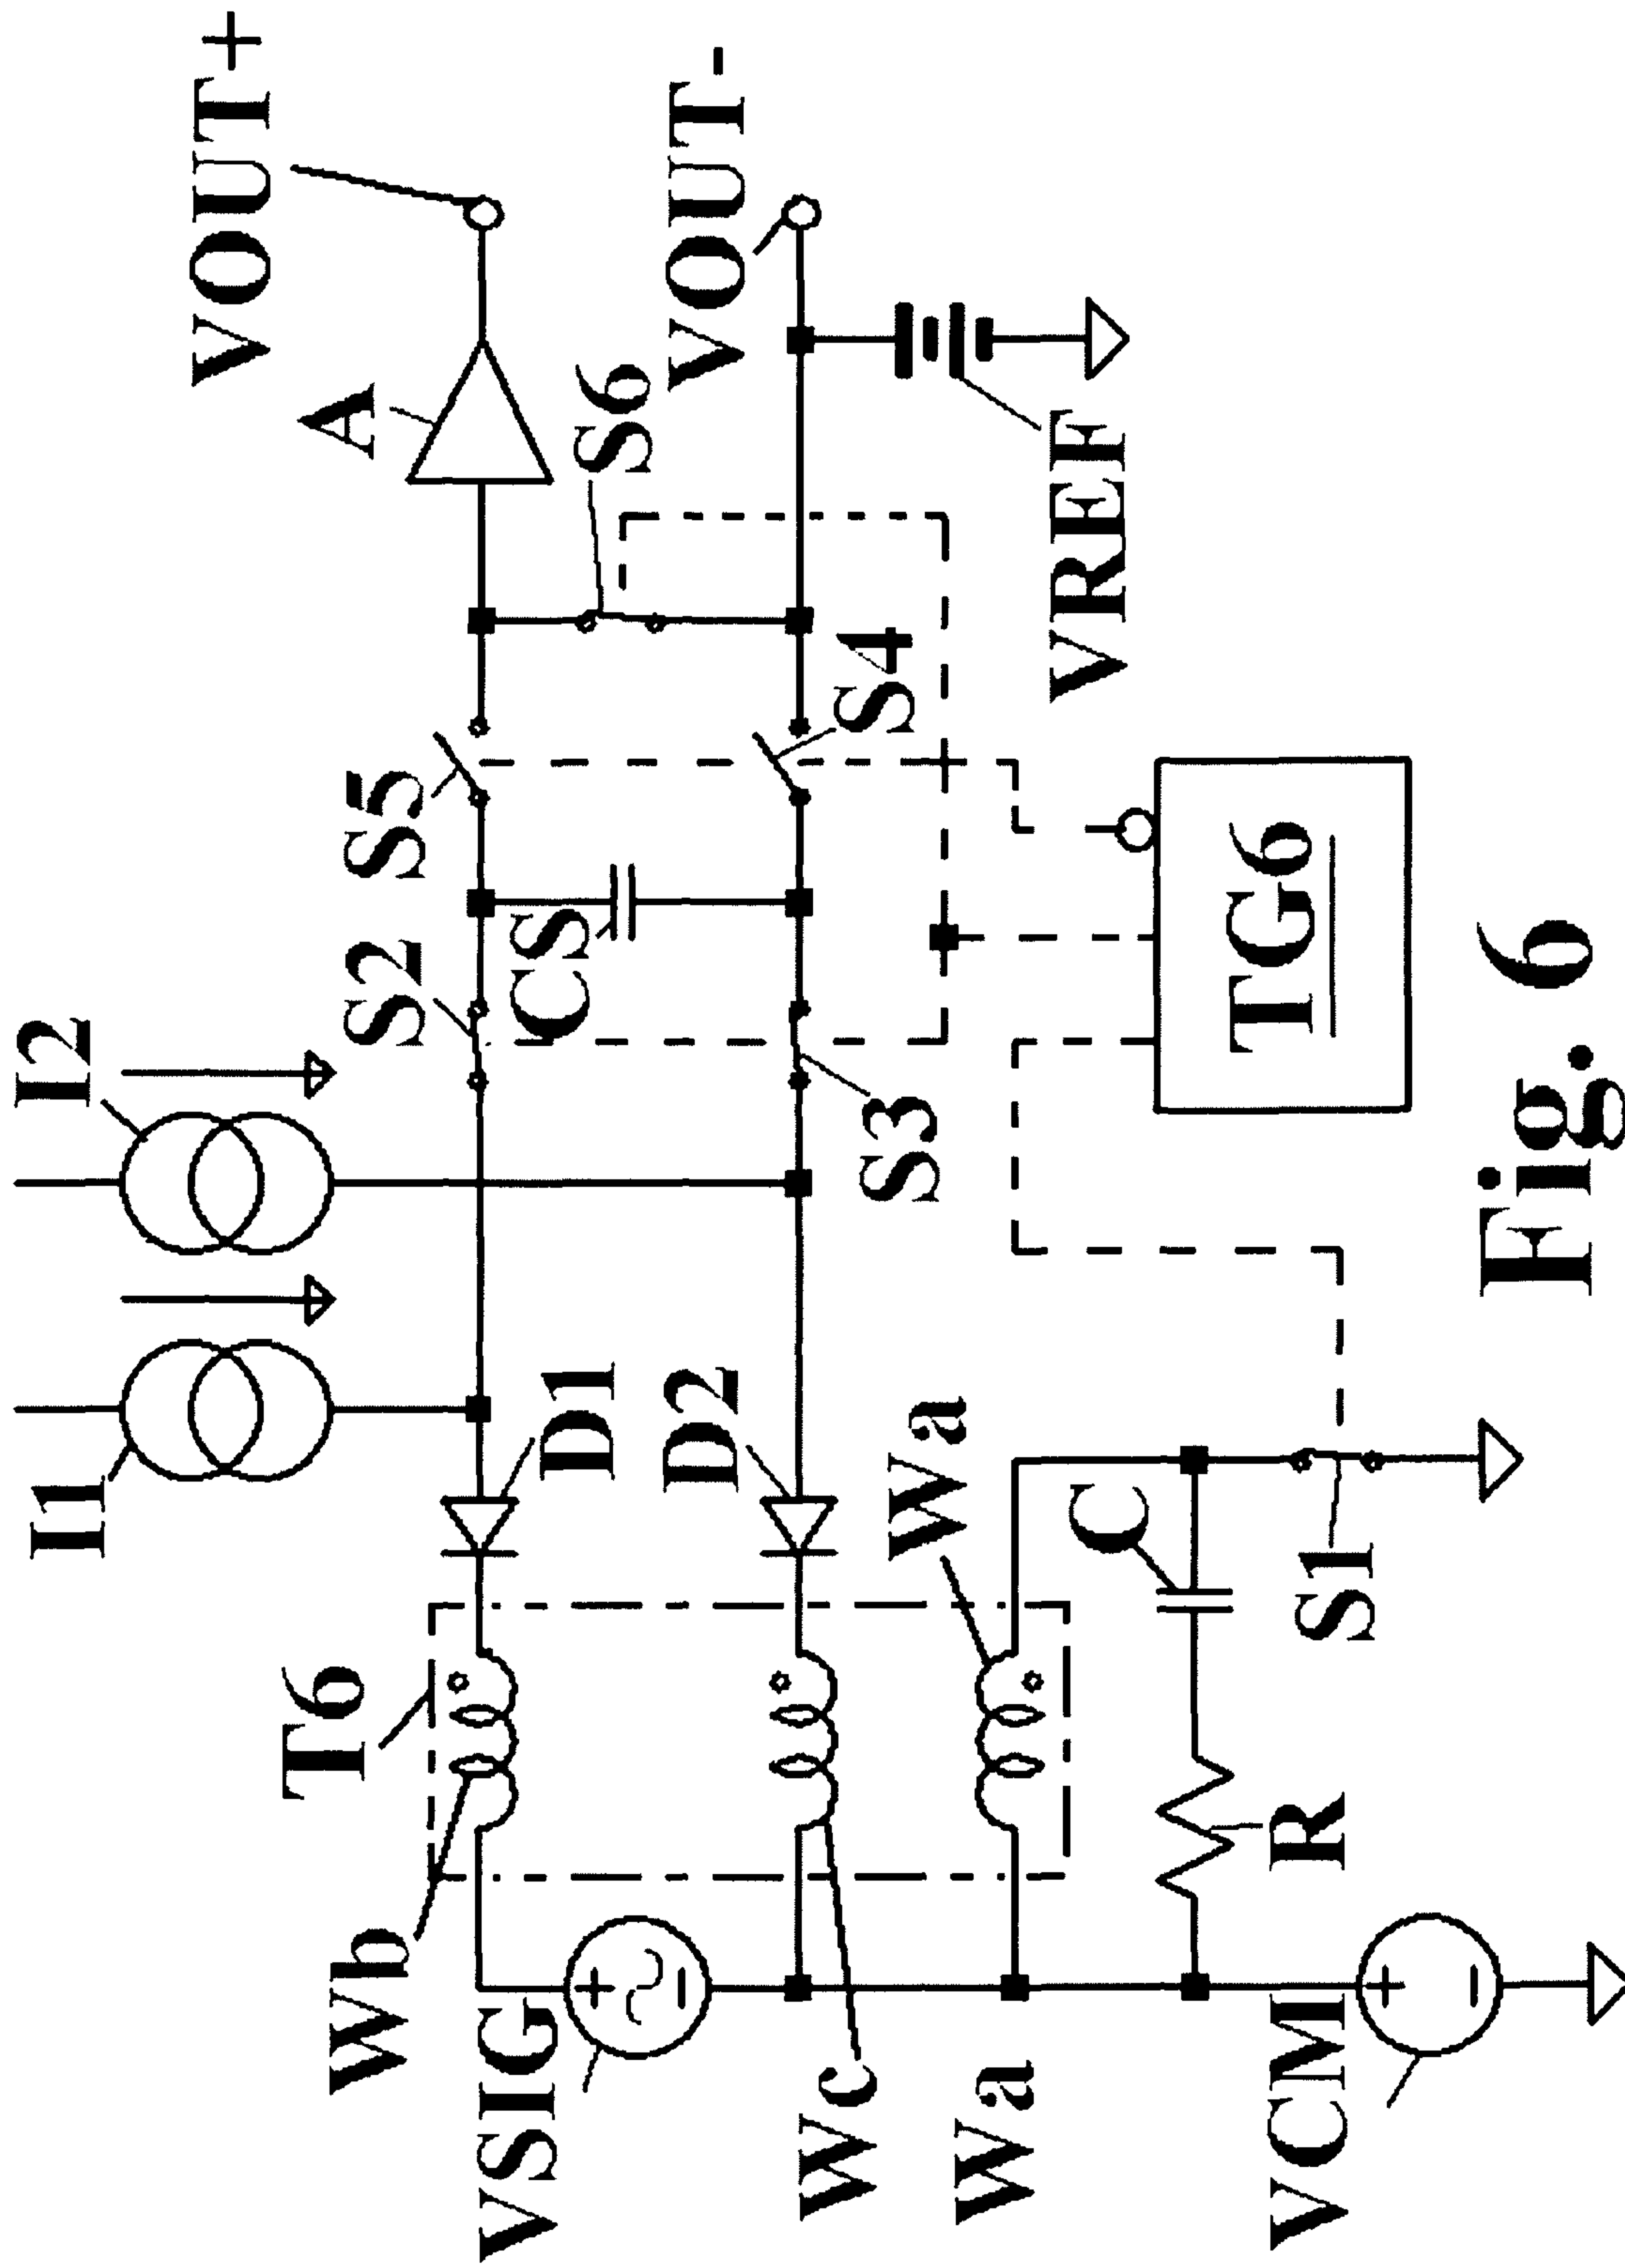 I1
I2
VOUT+
A
S2
S5
S6
T6
Wb
D1
CS
VSIG
+
-
D2
VOUT-
Wc
Wa
S3
S4
Wa
C
VREF
VCM
+
-
R
S1
TG6
Fig. 6